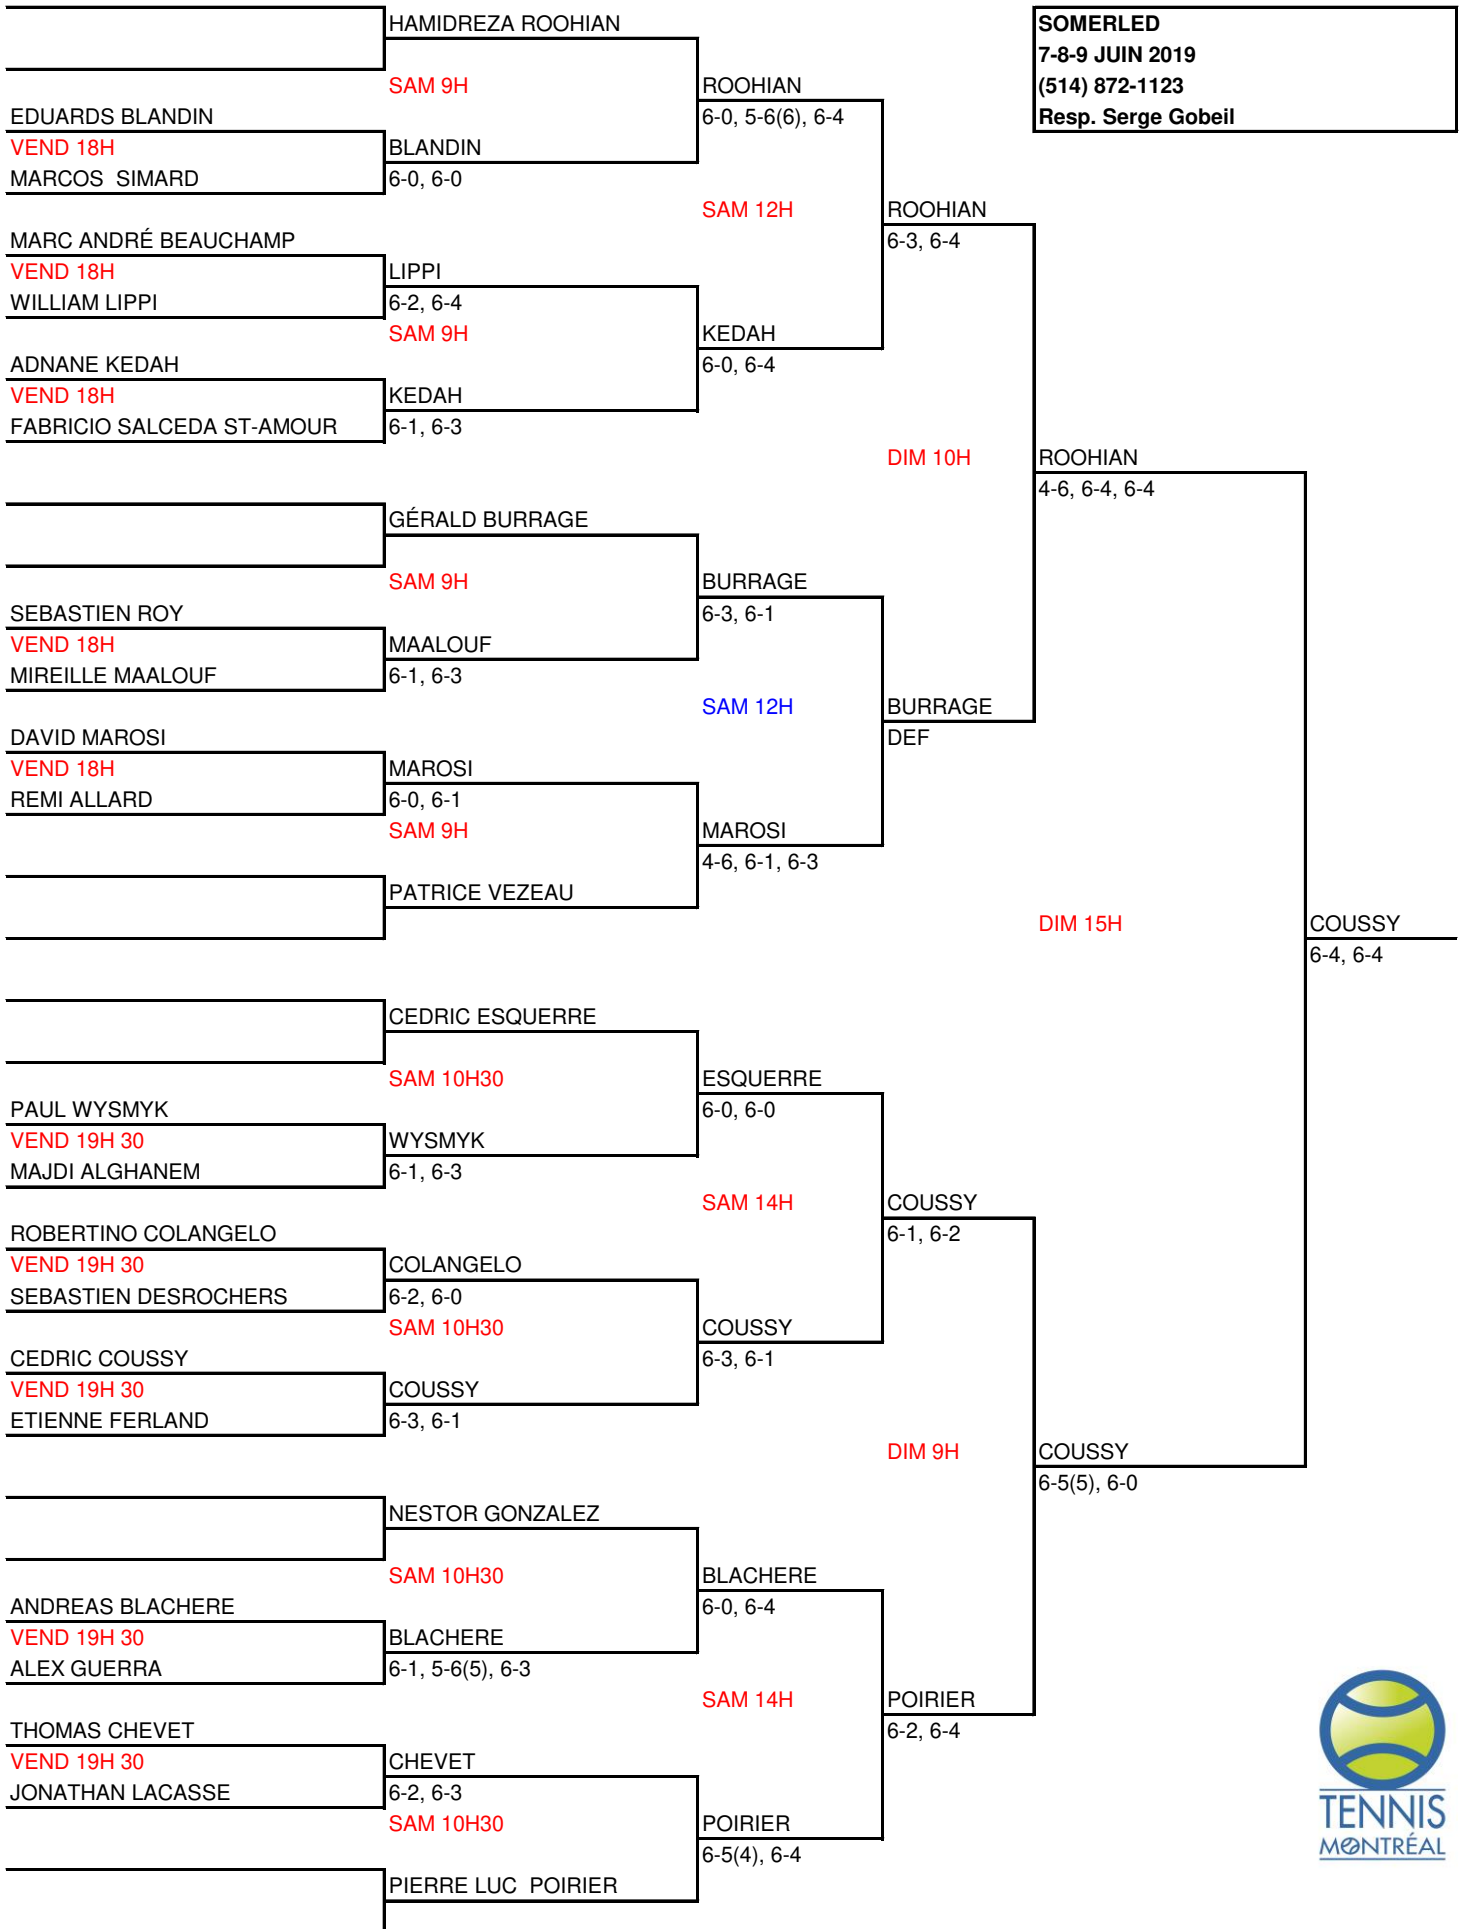 HAMIDREZA ROOHIAN
SOMERLED
7-8-9 JUIN 2019
(514) 872-1123
Resp. Serge Gobeil
SAM 9H
ROOHIAN
EDUARDS BLANDIN
6-0, 5-6(6), 6-4
VEND 18H
BLANDIN
MARCOS  SIMARD
6-0, 6-0
SAM 12H
ROOHIAN
MARC ANDRÉ BEAUCHAMP
6-3, 6-4
VEND 18H
LIPPI
WILLIAM LIPPI
6-2, 6-4
SAM 9H
KEDAH
ADNANE KEDAH
6-0, 6-4
VEND 18H
KEDAH
FABRICIO SALCEDA ST-AMOUR
6-1, 6-3
DIM 10H
ROOHIAN
4-6, 6-4, 6-4
GÉRALD BURRAGE
SAM 9H
BURRAGE
SEBASTIEN ROY
6-3, 6-1
VEND 18H
MAALOUF
MIREILLE MAALOUF
6-1, 6-3
SAM 12H
BURRAGE
DAVID MAROSI
DEF
VEND 18H
MAROSI
REMI ALLARD
6-0, 6-1
SAM 9H
MAROSI
4-6, 6-1, 6-3
PATRICE VEZEAU
DIM 15H
COUSSY
6-4, 6-4
CEDRIC ESQUERRE
SAM 10H30
ESQUERRE
PAUL WYSMYK
6-0, 6-0
VEND 19H 30
WYSMYK
MAJDI ALGHANEM
6-1, 6-3
SAM 14H
COUSSY
ROBERTINO COLANGELO
6-1, 6-2
VEND 19H 30
COLANGELO
SEBASTIEN DESROCHERS
6-2, 6-0
SAM 10H30
COUSSY
CEDRIC COUSSY
6-3, 6-1
VEND 19H 30
COUSSY
ETIENNE FERLAND
6-3, 6-1
DIM 9H
COUSSY
6-5(5), 6-0
NESTOR GONZALEZ
SAM 10H30
BLACHERE
ANDREAS BLACHERE
6-0, 6-4
VEND 19H 30
BLACHERE
ALEX GUERRA
6-1, 5-6(5), 6-3
SAM 14H
POIRIER
THOMAS CHEVET
6-2, 6-4
VEND 19H 30
CHEVET
JONATHAN LACASSE
6-2, 6-3
SAM 10H30
POIRIER
6-5(4), 6-4
PIERRE LUC  POIRIER
TENNIS
MONTRÉAL